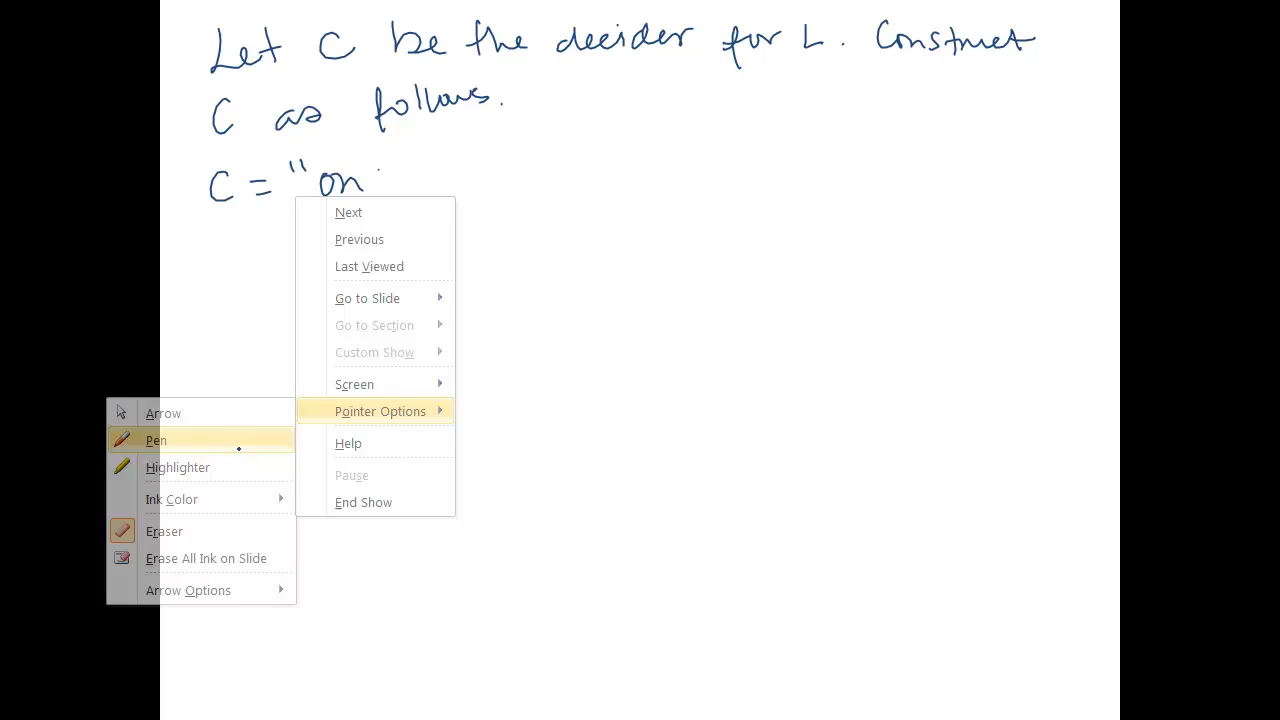 Let C be the decider for L. Construct
C as follows.
C = "on
Next
Previous
Last Viewed
Go to Slide
Go to Section
Custom Show
Screen
Pointer Options
Help
Pause
End Show
Arrow
Pen
Highlighter
Ink Color
Eraser
Erase All Ink on Slide
Arrow Options